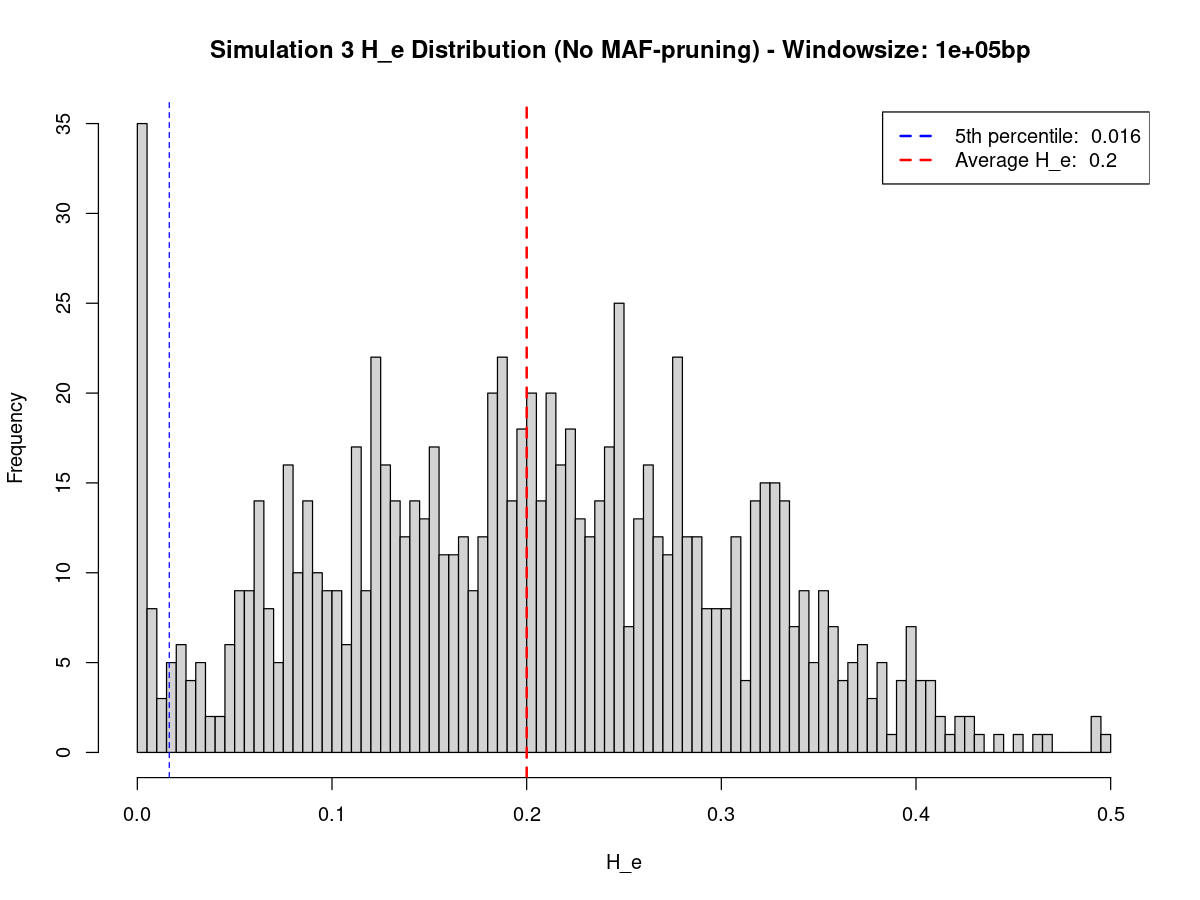 Simulation 3 H_e Distribution (No MAF-pruning) - Windowsize: 1e+05bp
5th percentile: 0.016
Average H_e: 0.2
35
30
25
20
15
10
5
0
Frequency
0.0 0.1 0.2 0.3 0.4 0.5
H_e